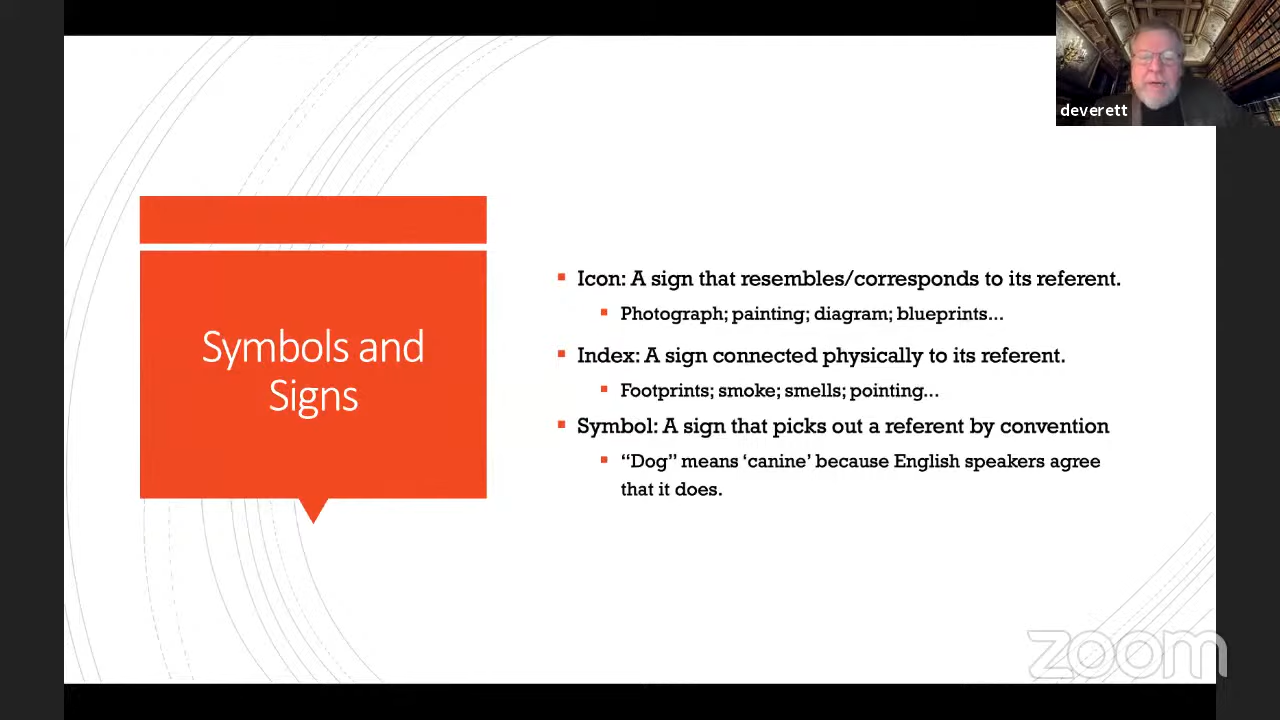 deverett
Symbols and
Signs
▪ Icon: A sign that resembles/corresponds to its referent.
▪ Photograph; painting; diagram; blueprints...
▪ Index: A sign connected physically to its referent.
▪ Footprints; smoke; smells; pointing...
▪ Symbol: A sign that picks out a referent by convention
▪ “Dog” means ‘canine’ because English speakers agree
that it does.
zoom